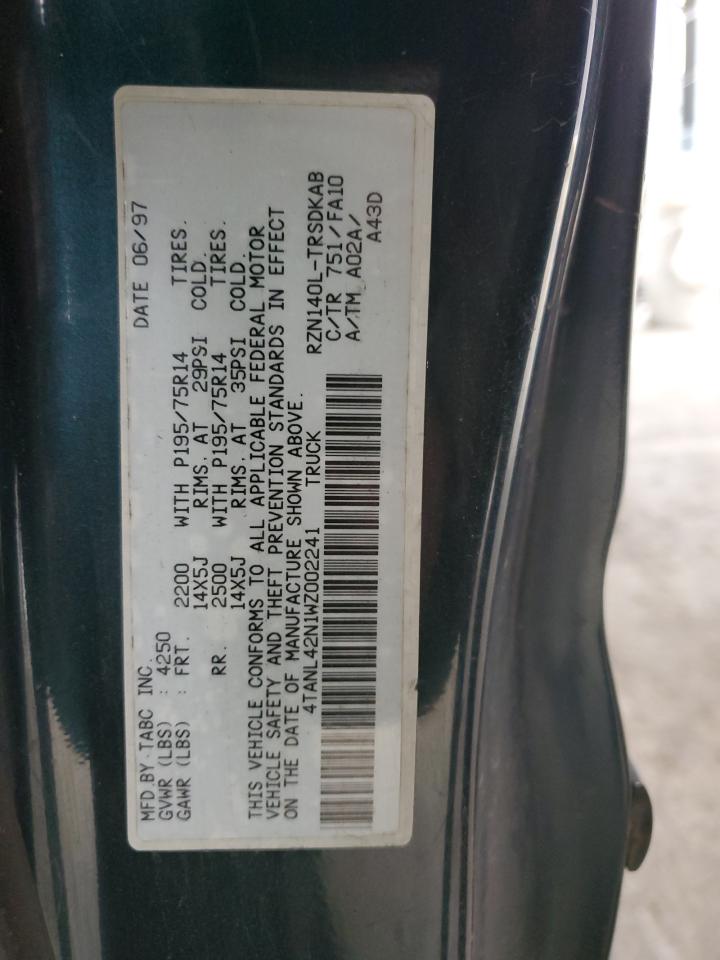 MFD.BY.TABC INC. DATE 06/97
GVWR (LBS) : 4250
GAWR (LBS) : FRT. 2200 WITH P195/75R14 TIRES.
14X5J RIMS. AT 29PSI COLD.
RR. 2500 WITH P195/75R14 TIRES.
14X5J RIMS. AT 35PSI COLD.
THIS VEHICLE CONFORMS TO ALL APPLICABLE FEDERAL MOTOR
VEHICLE SAFETY AND THEFT PREVENTION STANDARDS IN EFFECT
ON THE DATE OF MANUFACTURE SHOWN ABOVE.
4TANL42N1WZ002241 TRUCK
RZN140L-TRSDKAB
C/TR 751/FA10
A/TM A02A/
A43D